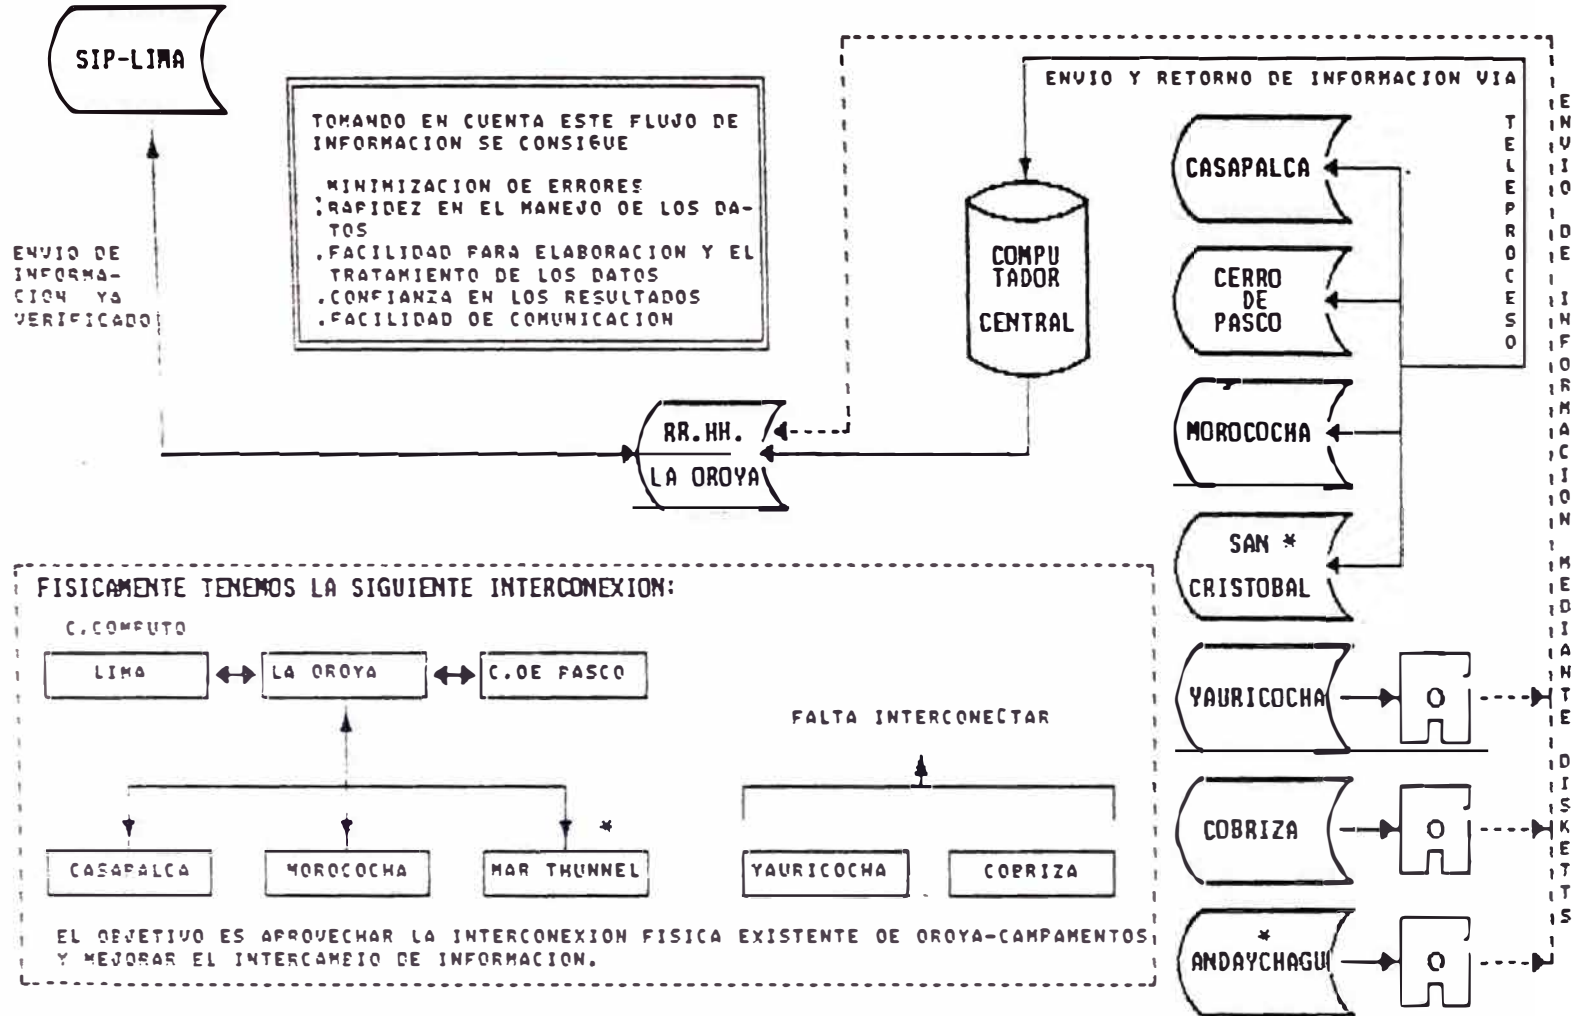 SIP-LIMA
TOMANDO EN CUENTA ESTE FLUJO DE
INFORMACION SE CONSIGUE
.MINIMIZACION DE ERRORES
.RAPIDEZ EN EL MANEJO DE LOS DA-
TOS
.FACILIDAD PARA ELABORACION Y EL
TRATAMIENTO DE LOS DATOS
.CONFIANZA EN LOS RESULTADOS
.FACILIDAD DE COMUNICACION
ENVIO DE
INFORMA-
CION YA
VERIFICADO
RR.HH.
LA OROYA
COMPU
TADOR
CENTRAL
ENVIO Y RETORNO DE INFORMACION VIA
TELEPROCESO
ENVIO DE INFORMACION MEDIANTE DISKETTS
CASAPALCA
CERRO
DE
PASCO
MOROCOCHA
SAN *
CRISTOBAL
YAURICOCHA
COBRIZA
*
ANDAYCHAGU
FISICAMENTE TENEMOS LA SIGUIENTE INTERCONEXION:
C.COMPUTO
LIMA
LA OROYA
C.DE PASCO
FALTA INTERCONECTAR
*
CASAPALCA
MOROCOCHA
MAR THUNNEL
YAURICOCHA
COBRIZA
EL OBJETIVO ES APROVECHAR LA INTERCONEXION FISICA EXISTENTE DE OROYA-CAMPAMENTOS
Y MEJORAR EL INTERCAMBIO DE INFORMACION.